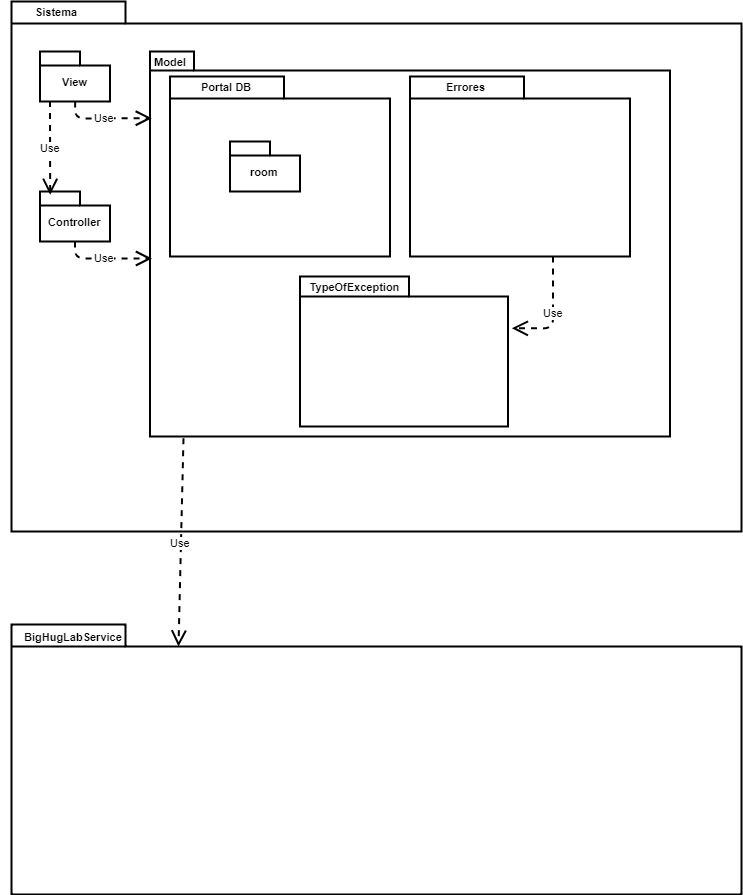 Sistema
Model
View
Portal DB
Errores
Use
Use
room
Controller
Use
TypeOfException
Use
Use
BigHugLabService